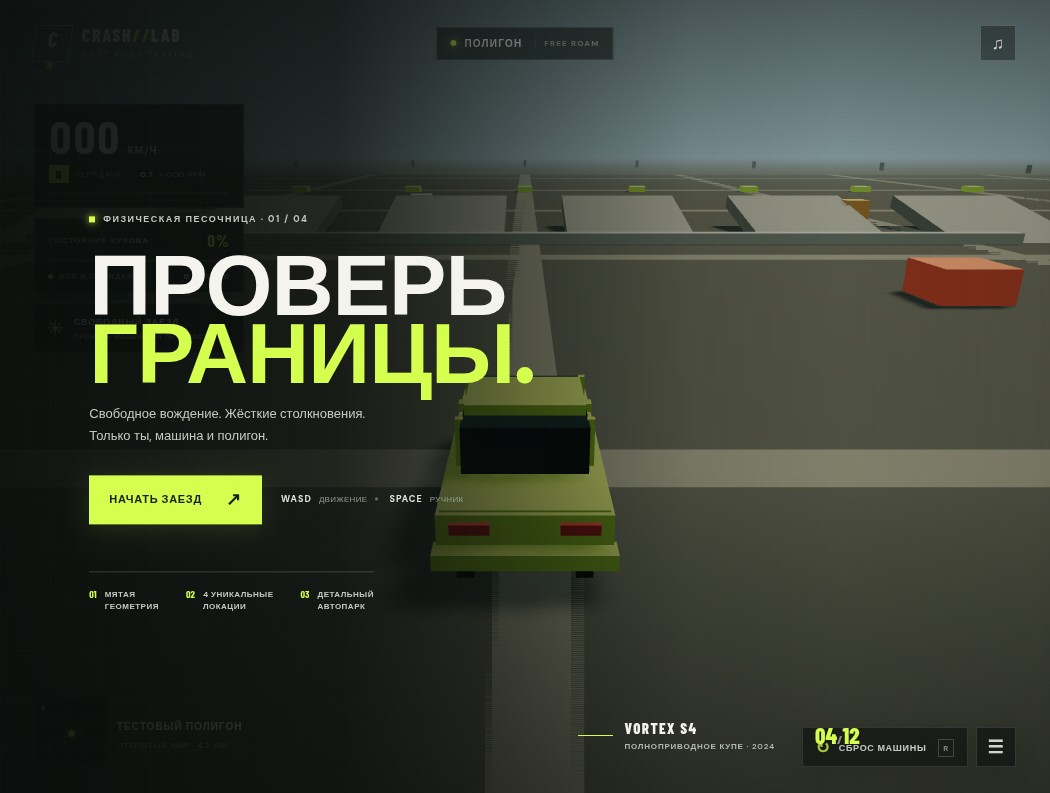 C
CRASH//LAB
ПОЛИГОН
FREE ROAM
♫
000
КМ/Ч
СОСТОЯНИЕ КУЗОВА
0%
ФИЗИЧЕСКАЯ ПЕСОЧНИЦА · 01 / 04
ПРОВЕРЬ
ГРАНИЦЫ.
Свободное вождение. Жёсткие столкновения.
Только ты, машина и полигон.
НАЧАТЬ ЗАЕЗД ↗
WASD ДВИЖЕНИЕ • SPACE РУЧНИК
01 МЯТАЯ
ГЕОМЕТРИЯ
02 4 УНИКАЛЬНЫЕ
ЛОКАЦИИ
03 ДЕТАЛЬНЫЙ
АВТОПАРК
ТЕСТОВЫЙ ПОЛИГОН
VORTEX S4
ПОЛНОПРИВОДНОЕ КУПЕ · 2024
04/12
СБРОС МАШИНЫ R